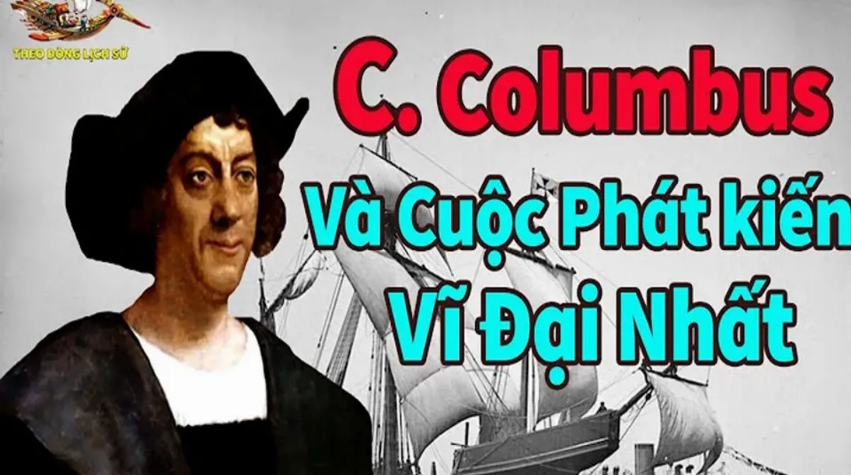 THEO DÒNG LỊCH SỬ
C. Columbus
Và Cuộc Phát kiến
Vĩ Đại Nhất